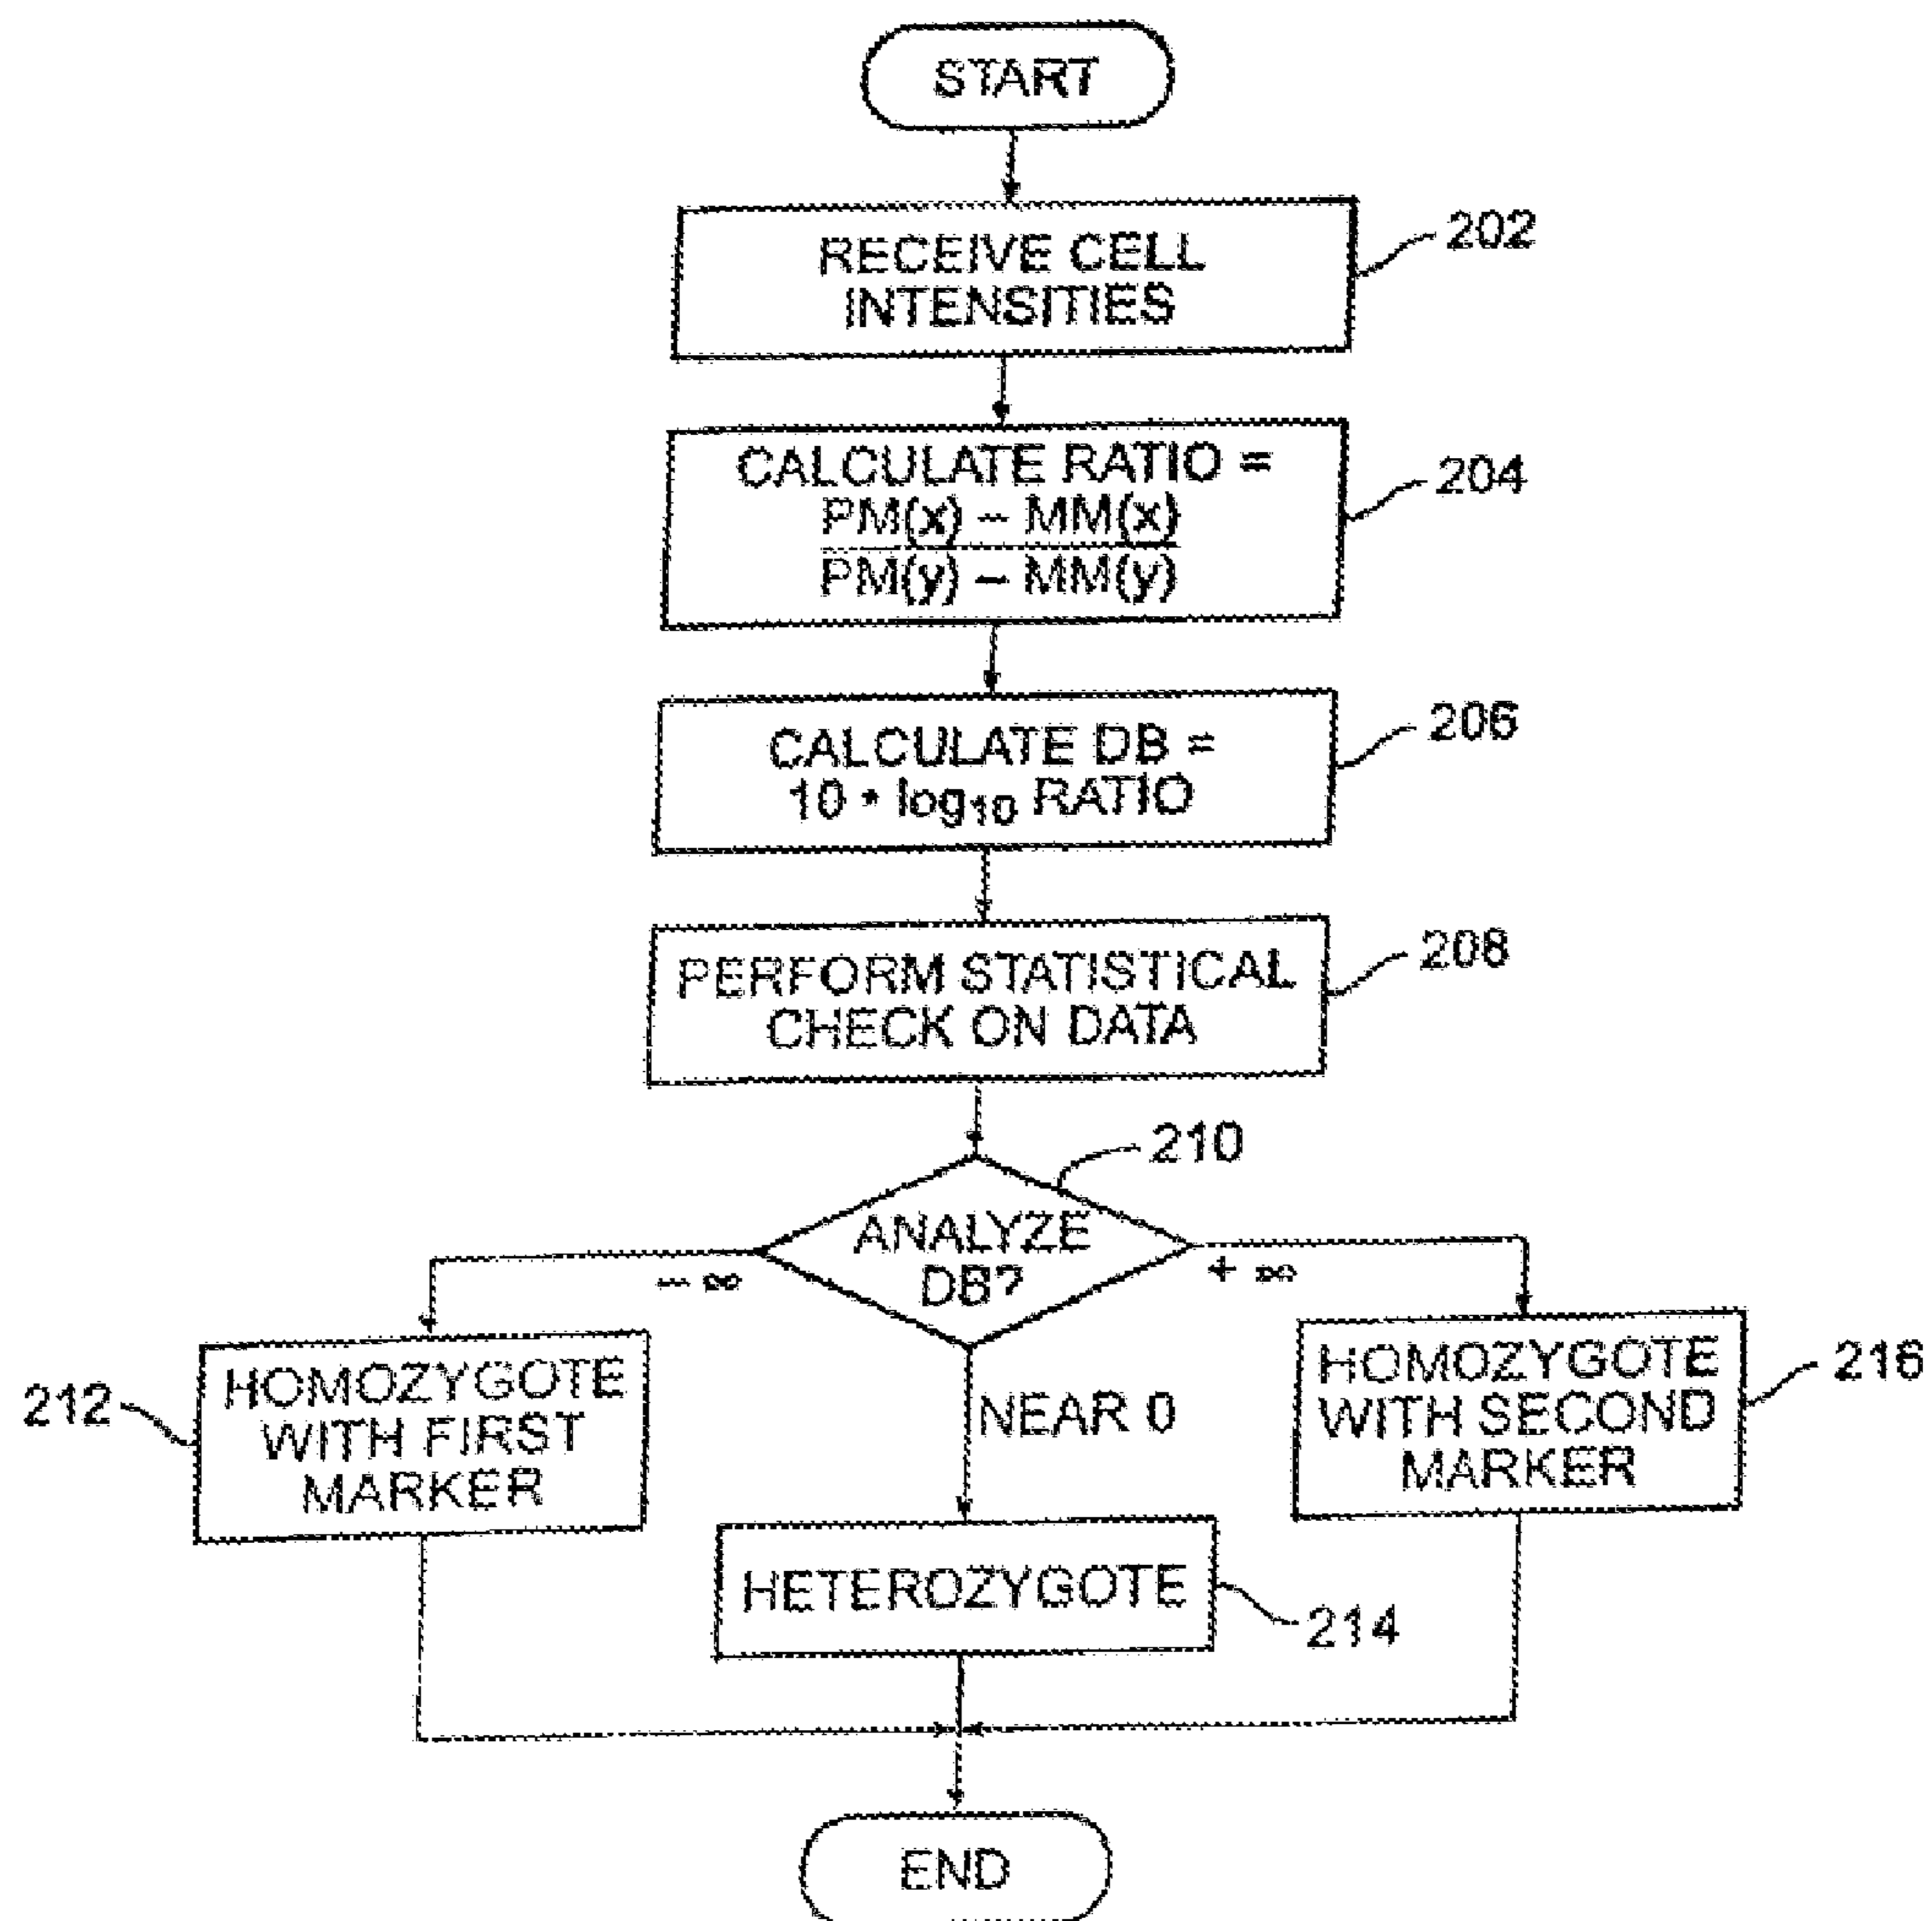 START
RECEIVE CELL
INTENSITIES
202
CALCULATE RATIO =
PM(x) – MM(x)
PM(y) – MM(y)
204
CALCULATE DB =
10 • log₁₀ RATIO
206
PERFORM STATISTICAL
CHECK ON DATA
208
210
ANALYZE
DB?
– ∞
+ ∞
NEAR 0
212
HOMOZYGOTE
WITH FIRST
MARKER
HOMOZYGOTE
WITH SECOND
MARKER
216
HETEROZYGOTE
214
END